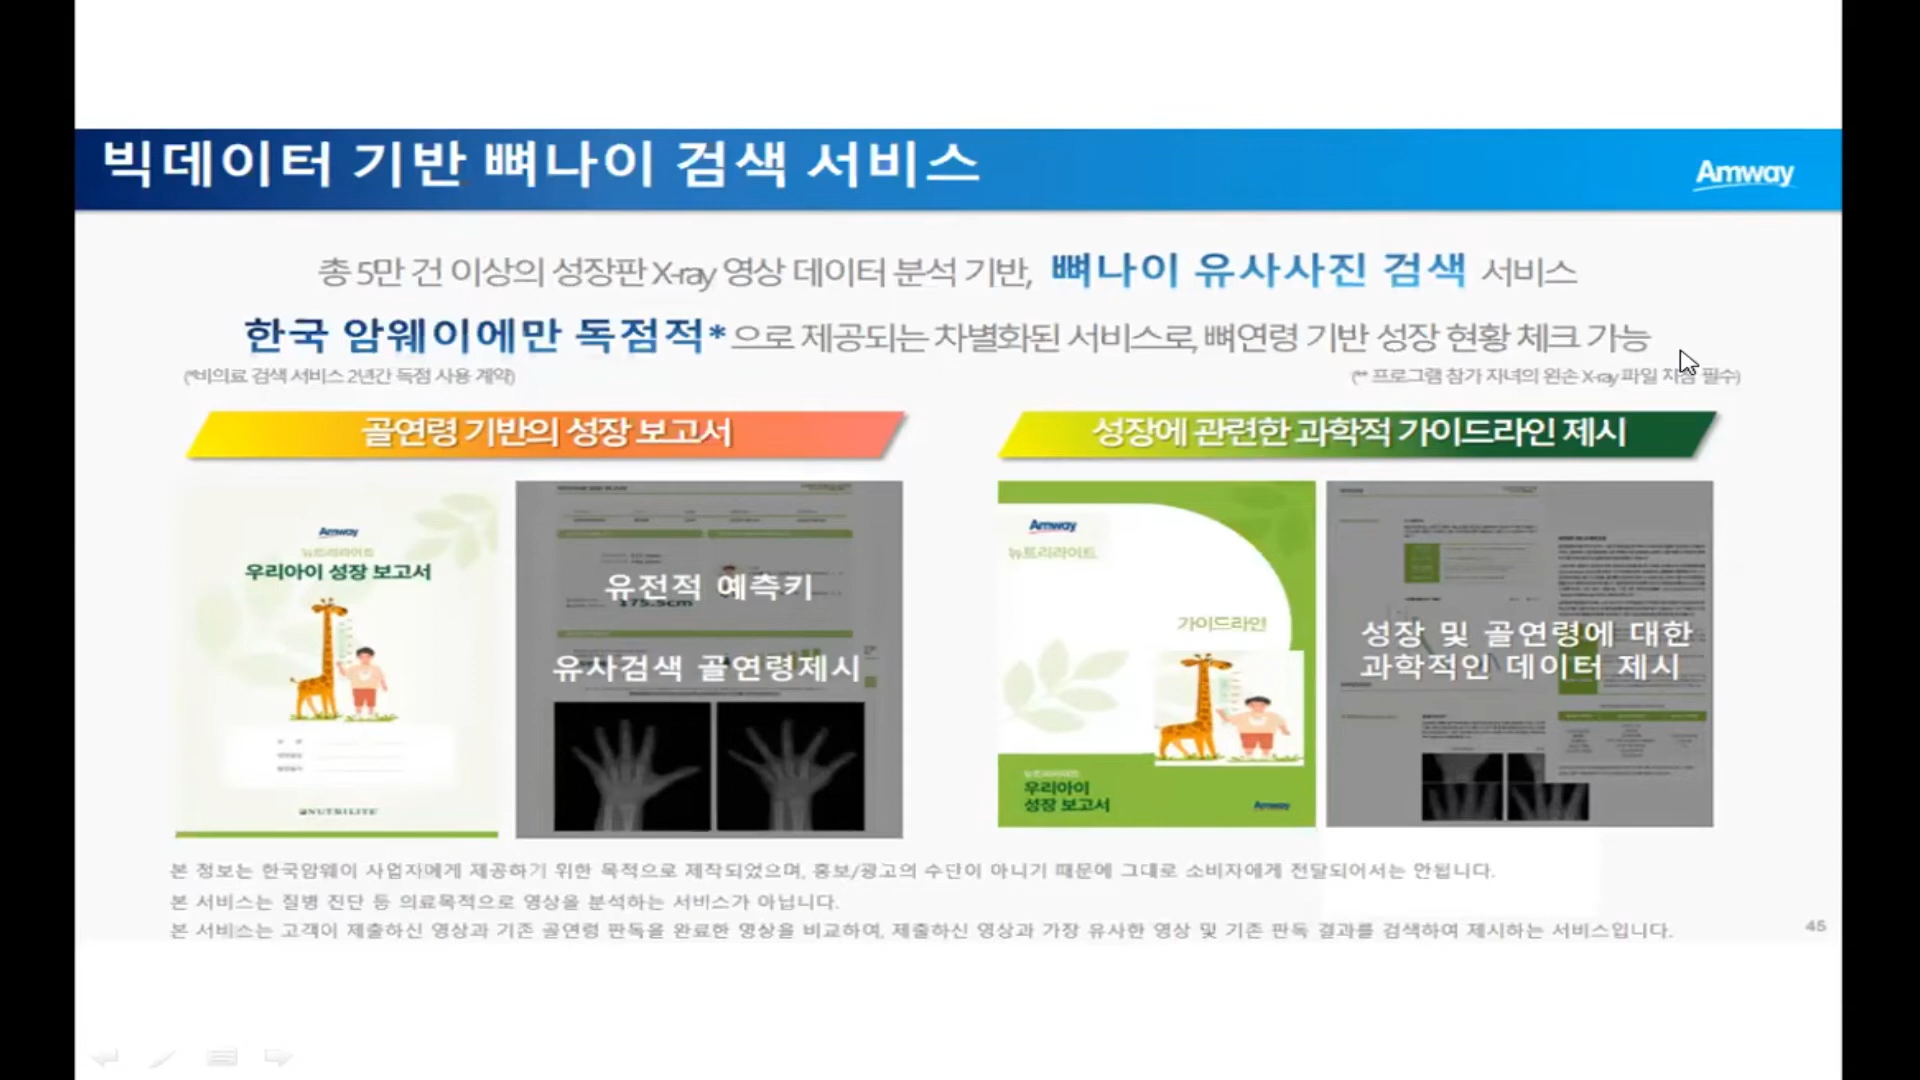 빅데이터 기반 뼈나이 검색 서비스
Amway
총 5만 건 이상의 성장판 X-ray 영상 데이터 분석 기반, 뼈나이 유사사진 검색 서비스
한국 암웨이에만 독점적*으로 제공되는 차별화된 서비스로, 뼈연령 기반 성장 현황 체크 가능
(*비의료 검색 서비스 2년간 독점 사용 계약)
(** 프로그램 참가 자녀의 왼손 X-ray 파일 지참 필수)
골연령 기반의 성장 보고서
성장에 관련한 과학적 가이드라인 제시
Amway
뉴트리라이트
우리아이 성장 보고서
NUTRILITE
유전적 예측키
175.5cm
유사검색 골연령제시
Amway
뉴트리라이트
가이드라인
뉴트리라이트
우리아이
성장 보고서
Amway
성장 및 골연령에 대한
과학적인 데이터 제시
본 정보는 한국암웨이 사업자에게 제공하기 위한 목적으로 제작되었으며, 홍보/광고의 수단이 아니기 때문에 그대로 소비자에게 전달되어서는 안됩니다.
본 서비스는 질병 진단 등 의료목적으로 영상을 분석하는 서비스가 아닙니다.
본 서비스는 고객이 제출하신 영상과 기존 골연령 판독을 완료한 영상을 비교하여, 제출하신 영상과 가장 유사한 영상 및 기존 판독 결과를 검색하여 제시하는 서비스입니다.
45